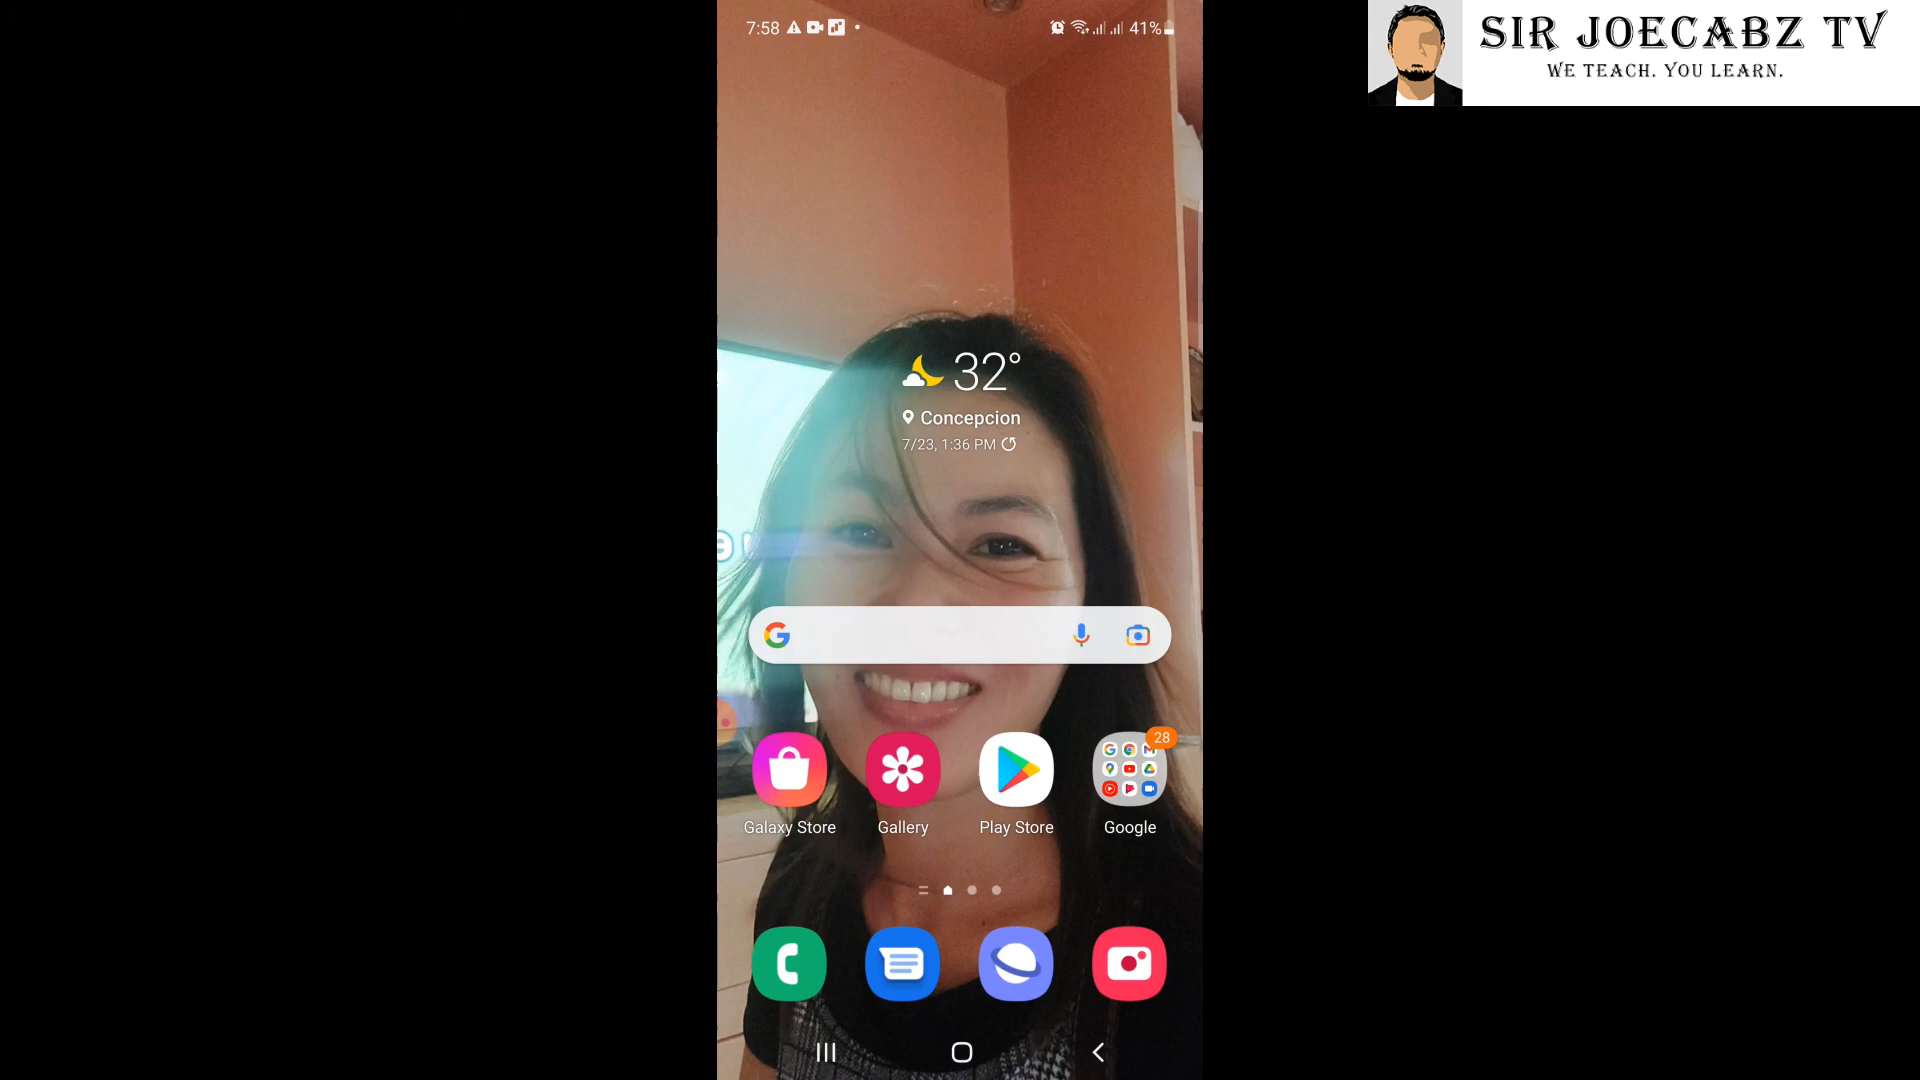 7:58
41%
SIR JOECABZ TV
WE TEACH. YOU LEARN.
32°
Concepcion
7/23, 1:36 PM
28
Galaxy Store
Gallery
Play Store
Google